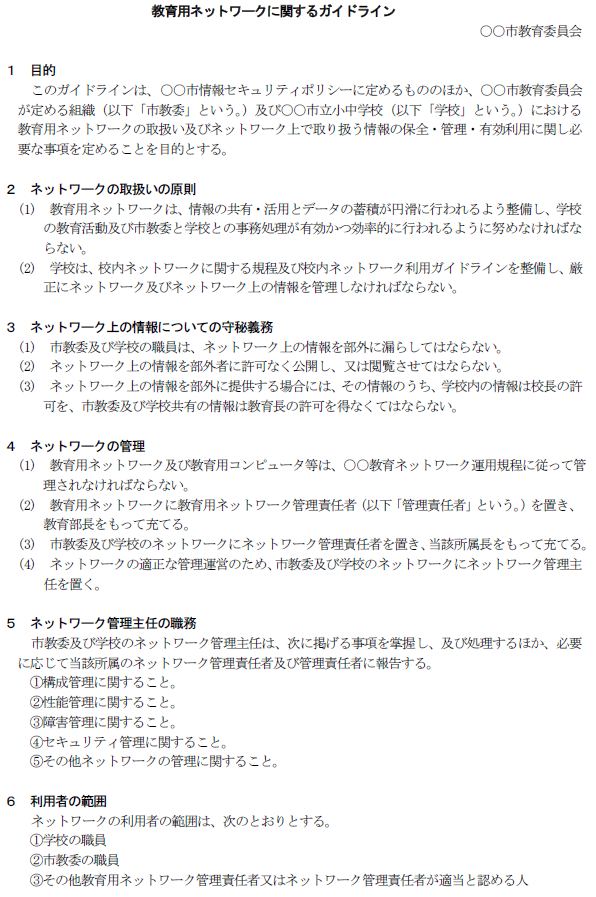 教育用ネットワークに関するガイドライン
〇〇市教育委員会
1 目的
このガイドラインは、〇〇市情報セキュリティポリシーに定めるもののほか、〇〇市教育委員会
が定める組織（以下「市教委」という。）及び〇〇市立小中学校（以下「学校」という。）における
教育用ネットワークの取扱い及びネットワーク上で取り扱う情報の保全・管理・有効利用に関し必
要な事項を定めることを目的とする。
2 ネットワークの取扱いの原則
(1) 教育用ネットワークは、情報の共有・活用とデータの蓄積が円滑に行われるよう整備し、学校
の教育活動及び市教委と学校との事務処理が有効かつ効率的に行われるように努めなければな
らない。
(2) 学校は、校内ネットワークに関する規程及び校内ネットワーク利用ガイドラインを整備し、厳
正にネットワーク及びネットワーク上の情報を管理しなければならない。
3 ネットワーク上の情報についての守秘義務
(1) 市教委及び学校の職員は、ネットワーク上の情報を部外に漏らしてはならない。
(2) ネットワーク上の情報を部外者に許可なく公開し、又は閲覧させてはならない。
(3) ネットワーク上の情報を部外に提供する場合には、その情報のうち、学校内の情報は校長の許
可を、市教委及び学校共有の情報は教育長の許可を得なくてはならない。
4 ネットワークの管理
(1) 教育用ネットワーク及び教育用コンピュータ等は、〇〇教育ネットワーク運用規程に従って管
理されなければならない。
(2) 教育用ネットワークに教育用ネットワーク管理責任者（以下「管理責任者」という。）を置き、
教育部長をもって充てる。
(3) 市教委及び学校のネットワークにネットワーク管理責任者を置き、当該所属長をもって充てる。
(4) ネットワークの適正な管理運営のため、市教委及び学校のネットワークにネットワーク管理主
任を置く。
5 ネットワーク管理主任の職務
市教委及び学校のネットワーク管理主任は、次に掲げる事項を掌握し、及び処理するほか、必要
に応じて当該所属のネットワーク管理責任者及び管理責任者に報告する。
①構成管理に関すること。
②性能管理に関すること。
③障害管理に関すること。
④セキュリティ管理に関すること。
⑤その他ネットワークの管理に関すること。
6 利用者の範囲
ネットワークの利用者の範囲は、次のとおりとする。
①学校の職員
②市教委の職員
③その他教育用ネットワーク管理責任者又はネットワーク管理責任者が適当と認める人